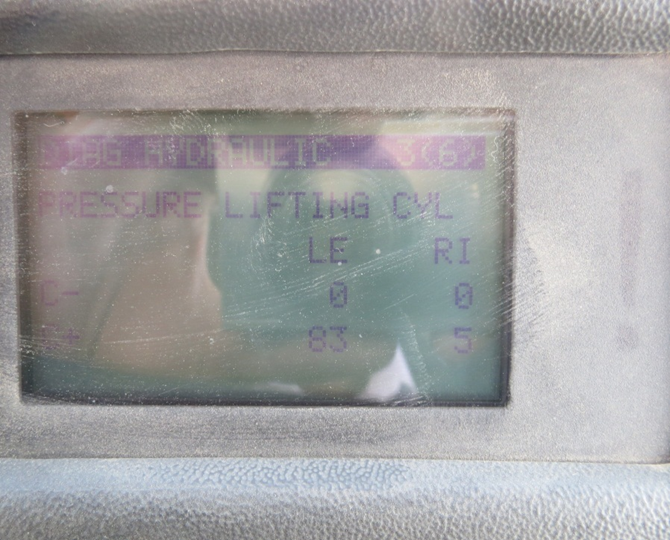 DIAG HYDRAULIC 3(6)
PRESSURE LIFTING CYL
LE RI
C- 0 0
C+ 83 5